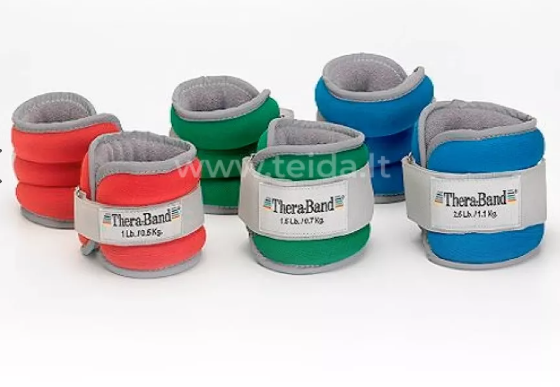 www.teida.lt
Thera-Band
1 Lb./0.5 Kg.
Thera-Band
1.5 Lb./0.7 Kg.
Thera-Band
2.5 Lb./1.1 Kg.